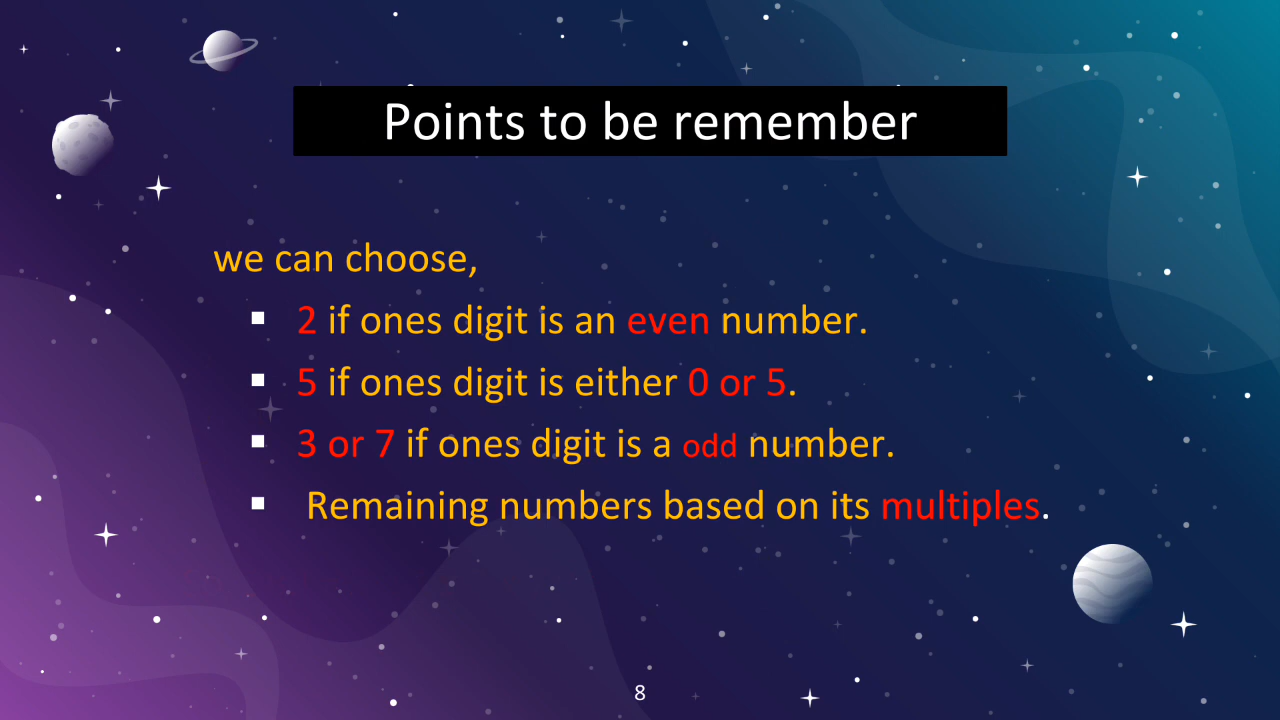 Points to be remember
we can choose,
▪ 2 if ones digit is an even number.
▪ 5 if ones digit is either 0 or 5.
▪ 3 or 7 if ones digit is a odd number.
▪ Remaining numbers based on its multiples.
8